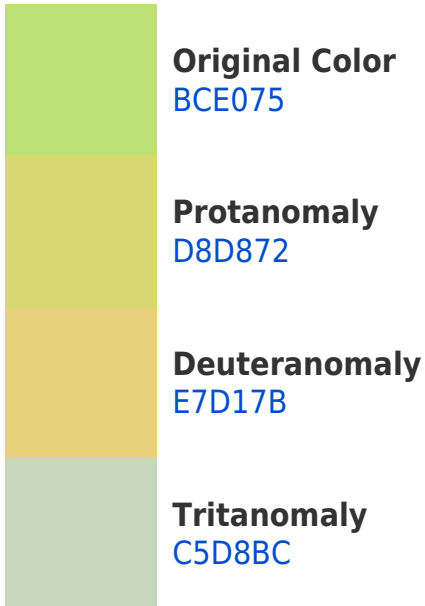 Original Color
BCE075
Protanomaly
D8D872
Deuteranomaly
E7D17B
Tritanomaly
C5D8BC